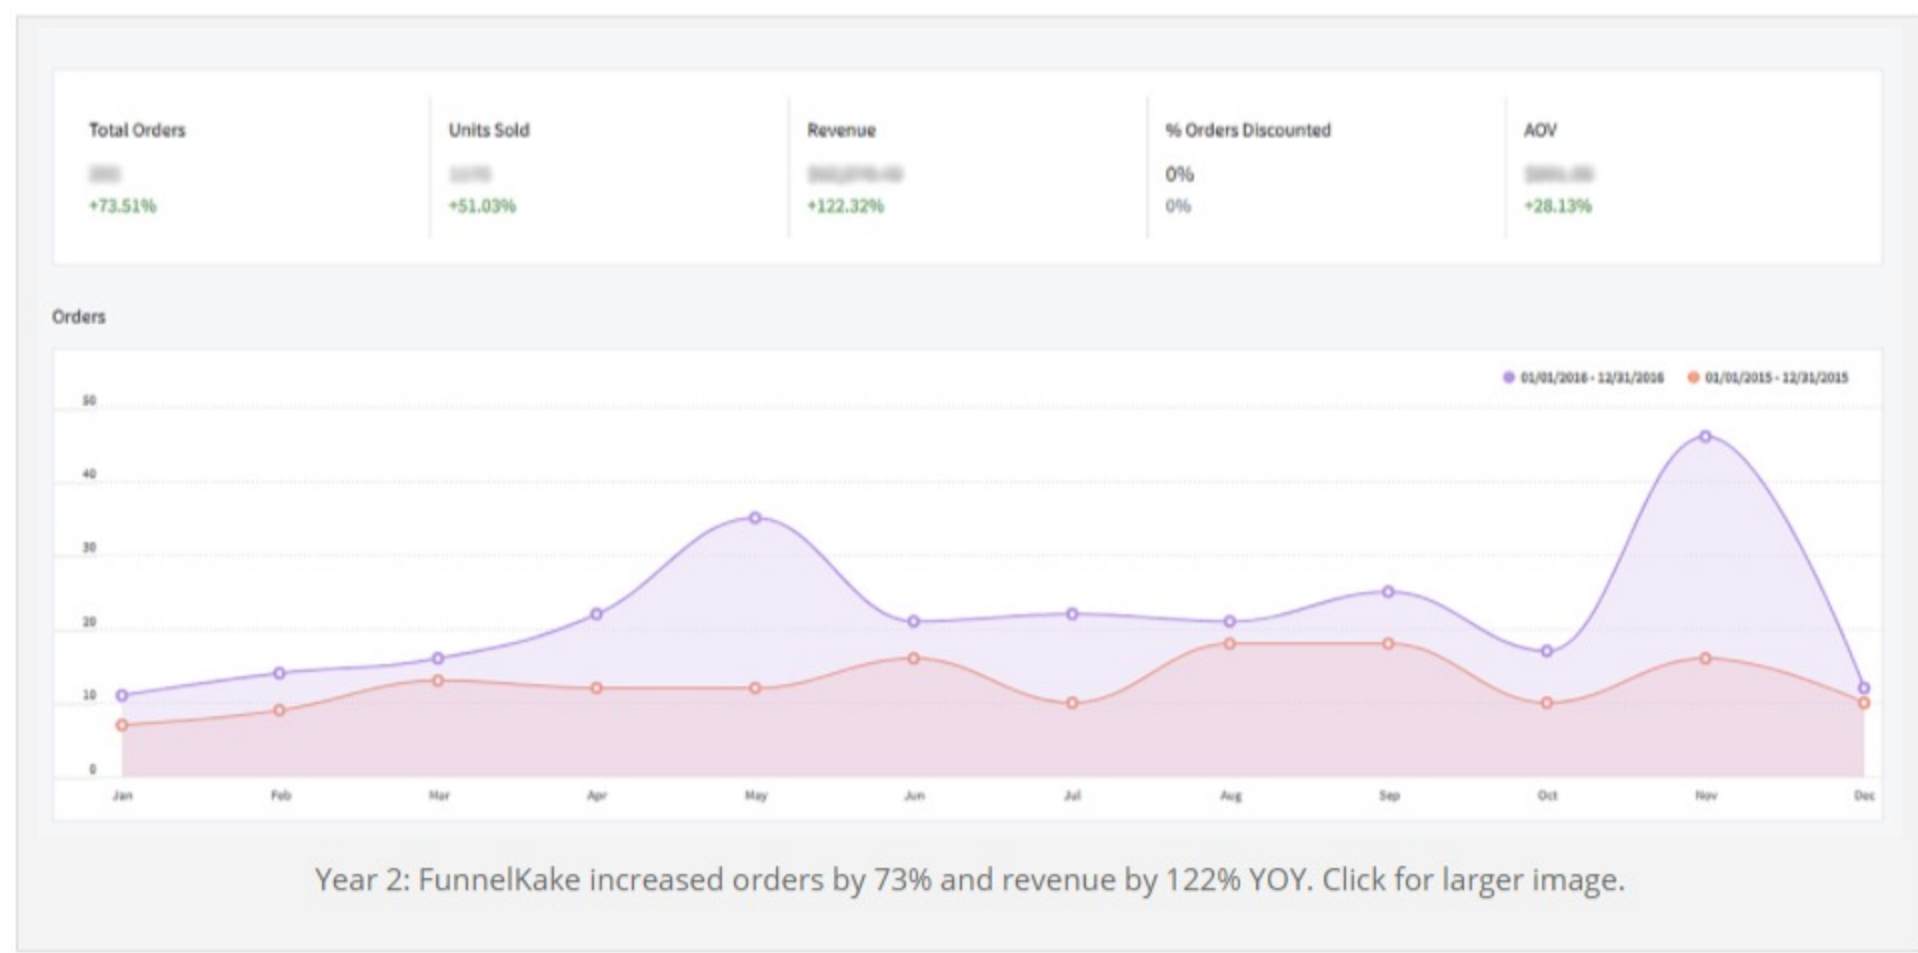 Total Orders
Units Sold
Revenue
% Orders Discounted
AOV
0%
+73.51%
+51.03%
+122.32%
0%
+28.13%
Orders
01/01/2016 - 12/31/2016
01/01/2015 - 12/31/2015
50
40
30
20
10
0
Jan
Feb
Mar
Apr
May
Jun
Jul
Aug
Sep
Oct
Nov
Dec
Year 2: FunnelKake increased orders by 73% and revenue by 122% YOY. Click for larger image.